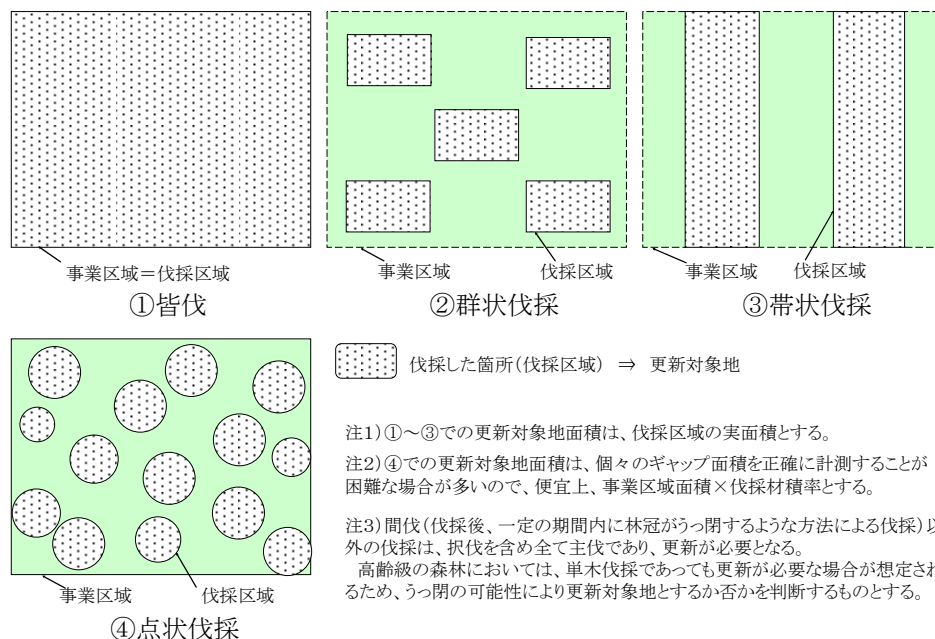 事業区域＝伐採区域
①皆伐
事業区域
伐採区域
②群状伐採
事業区域
伐採区域
③帯状伐採
伐採した箇所(伐採区域) ⇒ 更新対象地
注1)①～③での更新対象地面積は、伐採区域の実面積とする。
注2)④での更新対象地面積は、個々のギャップ面積を正確に計測することが
困難な場合が多いので、便宜上、事業区域面積×伐採材積率とする。
注3)間伐(伐採後、一定の期間内に林冠がうっ閉するような方法による伐採)以
外の伐採は、択伐を含め全て主伐であり、更新が必要となる。
高齢級の森林においては、単木伐採であっても更新が必要な場合が想定され
るため、うっ閉の可能性により更新対象地とするか否かを判断するものとする。
事業区域
伐採区域
④点状伐採